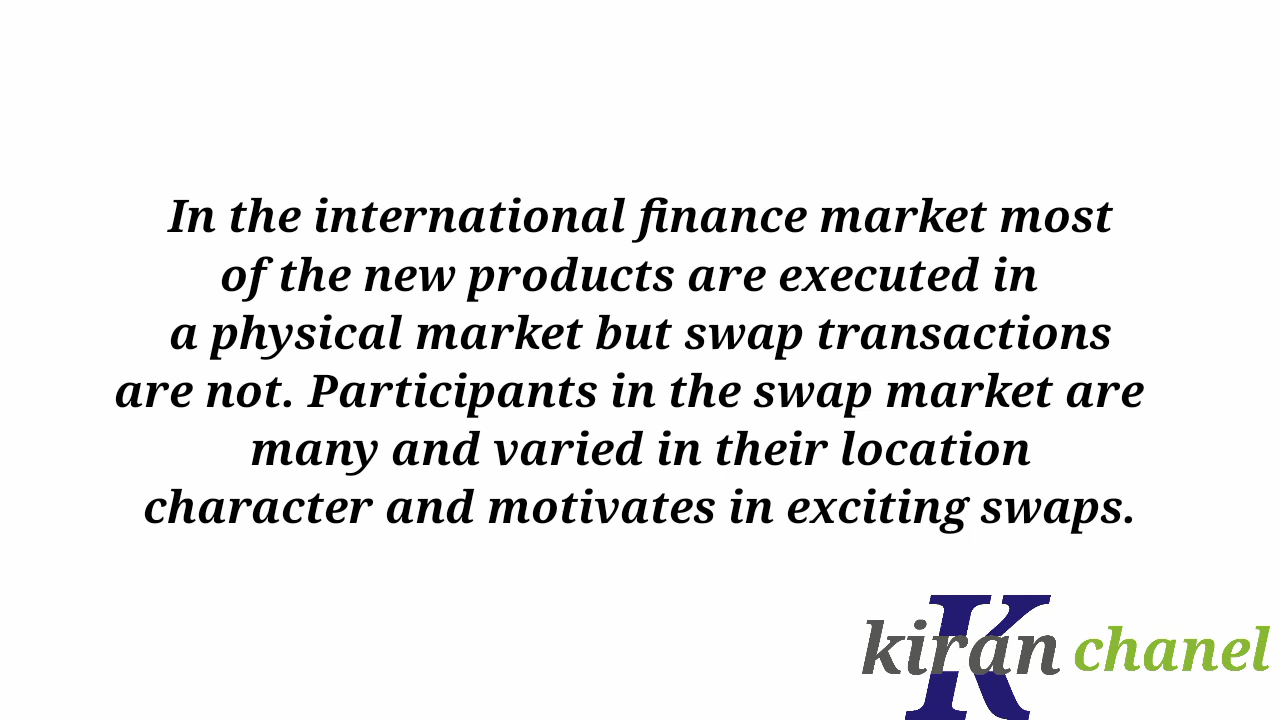 In the international finance market most
of the new products are executed in
a physical market but swap transactions
are not. Participants in the swap market are
many and varied in their location
character and motivates in exciting swaps.
K
kiran chanel